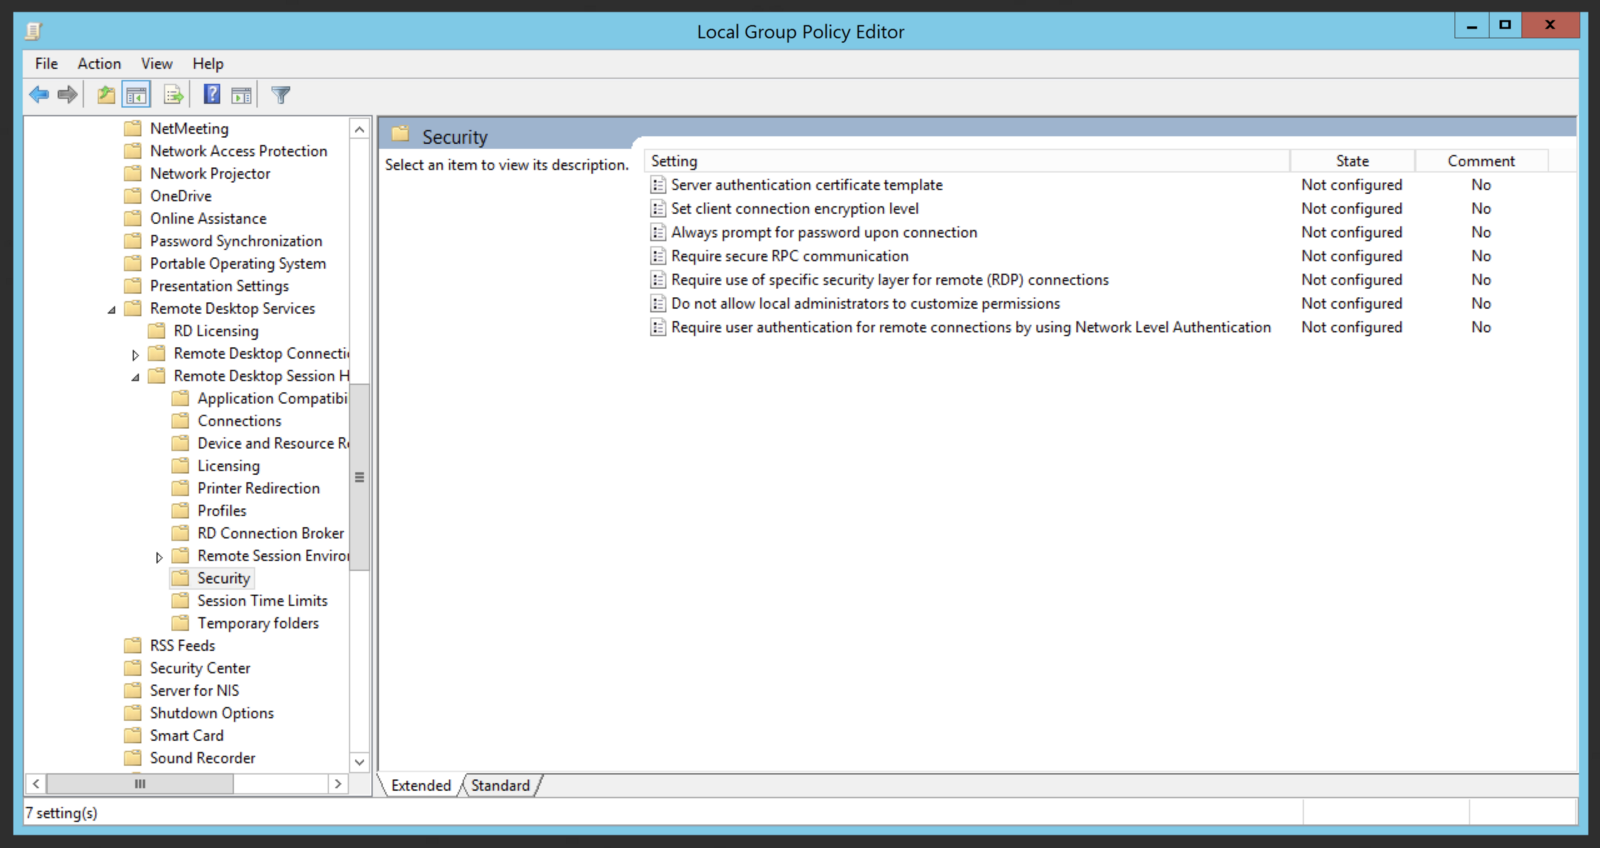 Local Group Policy Editor
File Action View Help
NetMeeting
Network Access Protection
Network Projector
OneDrive
Online Assistance
Password Synchronization
Portable Operating System
Presentation Settings
Remote Desktop Services
RD Licensing
Remote Desktop Connecti
Remote Desktop Session H
Application Compatibi
Connections
Device and Resource R
Licensing
Printer Redirection
Profiles
RD Connection Broker
Remote Session Enviro
Security
Session Time Limits
Temporary folders
RSS Feeds
Security Center
Server for NIS
Shutdown Options
Smart Card
Sound Recorder
Security
Select an item to view its description.
Setting State Comment
Server authentication certificate template Not configured No
Set client connection encryption level Not configured No
Always prompt for password upon connection Not configured No
Require secure RPC communication Not configured No
Require use of specific security layer for remote (RDP) connections Not configured No
Do not allow local administrators to customize permissions Not configured No
Require user authentication for remote connections by using Network Level Authentication Not configured No
Extended Standard
7 setting(s)